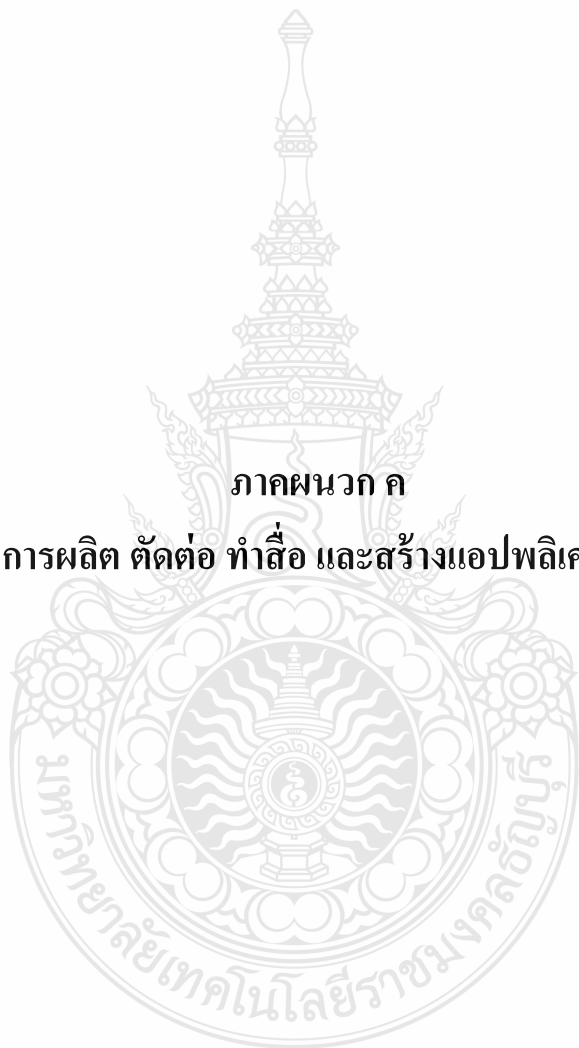 ภาคผนวก ค
การผลิต ตัดต่อ ทำสื่อ และสร้างแอปพลิเค
มหาวิทยาลัยเทคโนโลยีราชมงคลธัญบุรี